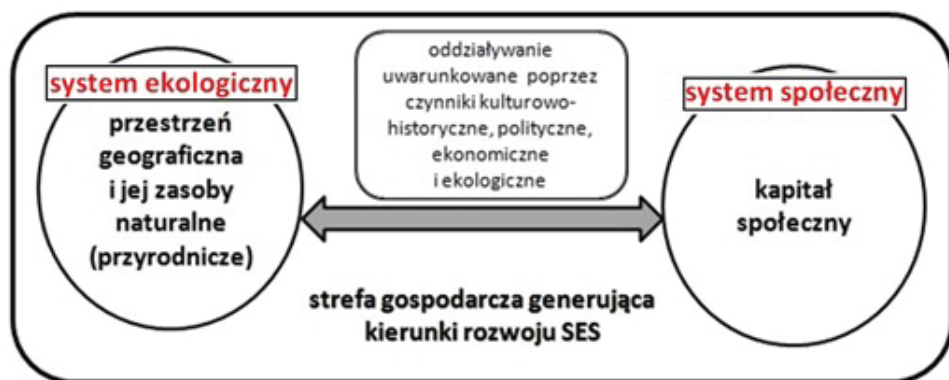 system ekologiczny
przestrzeń
geograficzna
i jej zasoby
naturalne
(przyrodnicze)
oddziaływanie
uwarunkowane poprzez
czynniki kulturowo-
historyczne, polityczne,
ekonomiczne
i ekologiczne
system społeczny
kapitał
społeczny
strefa gospodarcza generująca
kierunki rozwoju SES